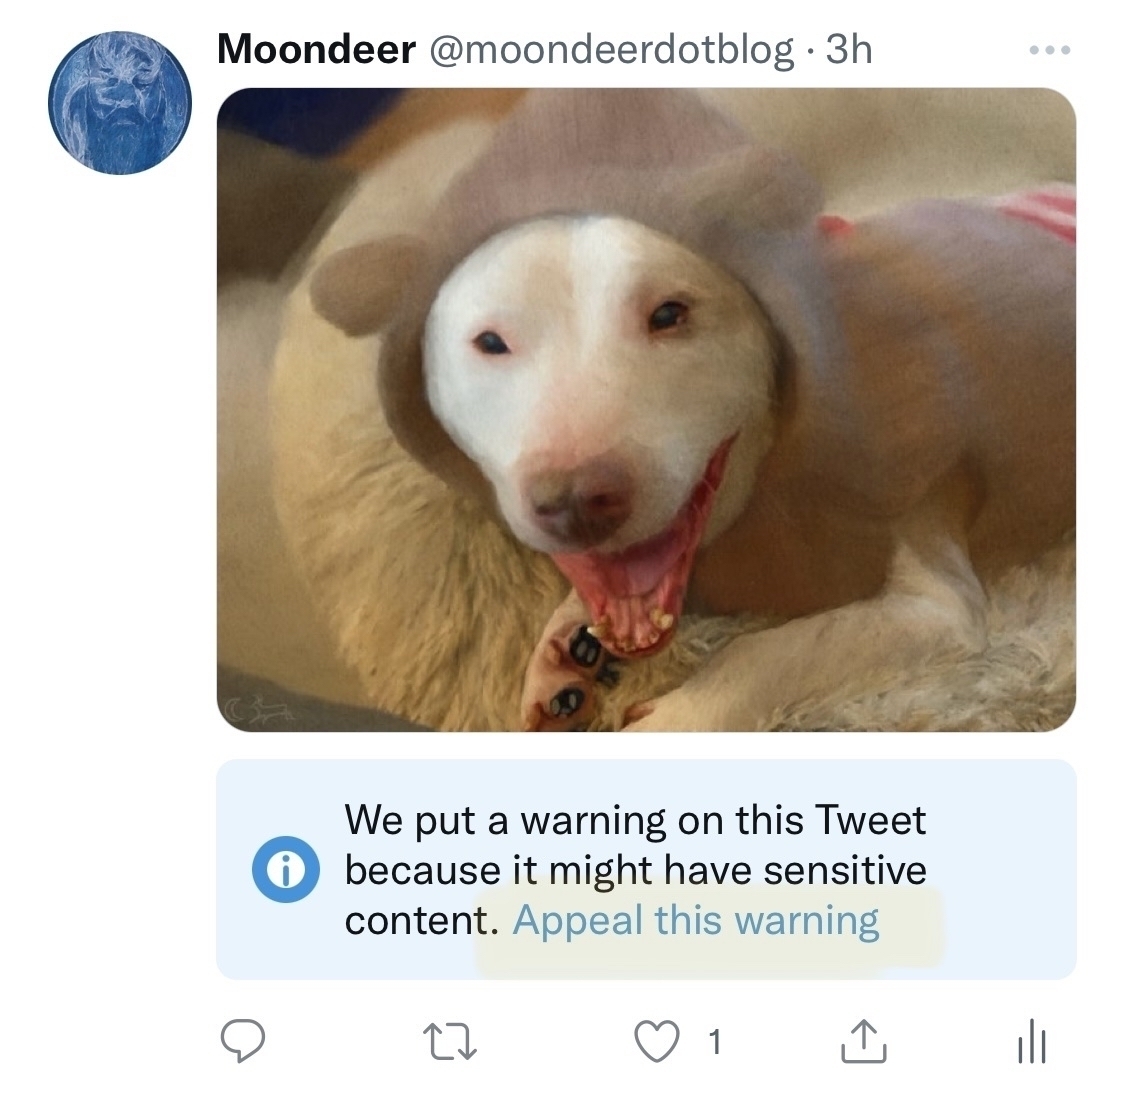 Moondeer @moondeerdotblog · 3h
We put a warning on this Tweet
because it might have sensitive
content. Appeal this warning
1